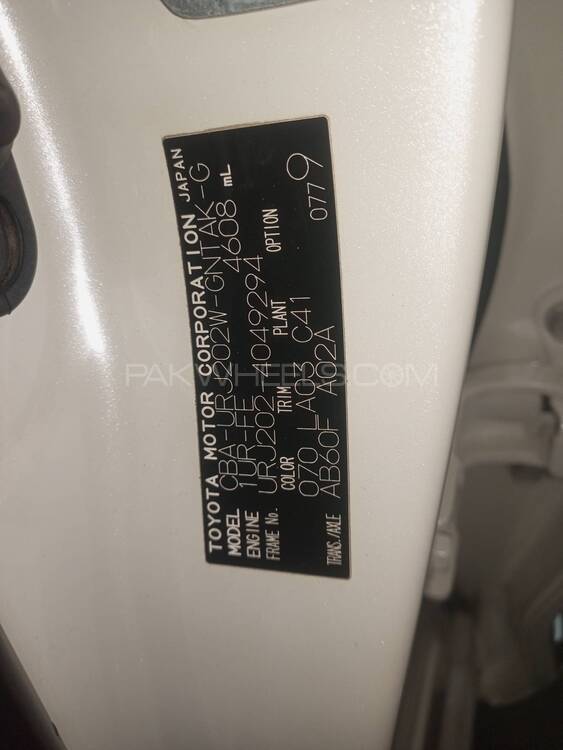 TOYOTA MOTOR CORPORATION JAPAN
MODEL CBA-URJ202W-GNTAK-G
ENGINE 1UR-FE 4608 mL
FRAME No. URJ202-4049294
COLOR TRIM PLANT OPTION
070 LA03 C41 077 9
TRANS./AXLE AB60F A02A
PAKWHEELS.COM